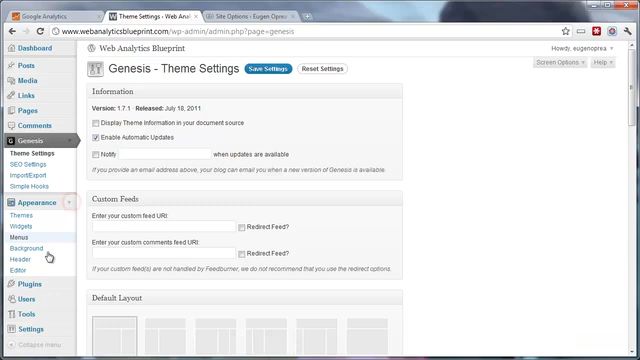 Google Analytics
Theme Settings ‹ Web Anal
Site Options - Eugen Opre
www.webanalyticsblueprint.com/wp-admin/admin.php?page=genesis
Dashboard
Posts
Media
Links
Pages
Comments
Genesis
Theme Settings
SEO Settings
Import/Export
Simple Hooks
Appearance
Themes
Widgets
Menus
Background
Header
Editor
Plugins
Users
Tools
Settings
Collapse menu
Web Analytics Blueprint
Howdy, eugenoprea
Screen Options
Help
Genesis - Theme Settings
Save Settings
Reset Settings
Information
Version: 1.7.1 · Released: July 18, 2011
Display Theme Information in your document source
Enable Automatic Updates
Notify when updates are available
If you provide an email address above, your blog can email you when a new version of Genesis is available.
Custom Feeds
Enter your custom feed URI:
Redirect Feed?
Enter your custom comments feed URI:
Redirect Feed?
If your custom feed(s) are not handled by Feedburner, we do not recommend that you use the redirect options.
Default Layout